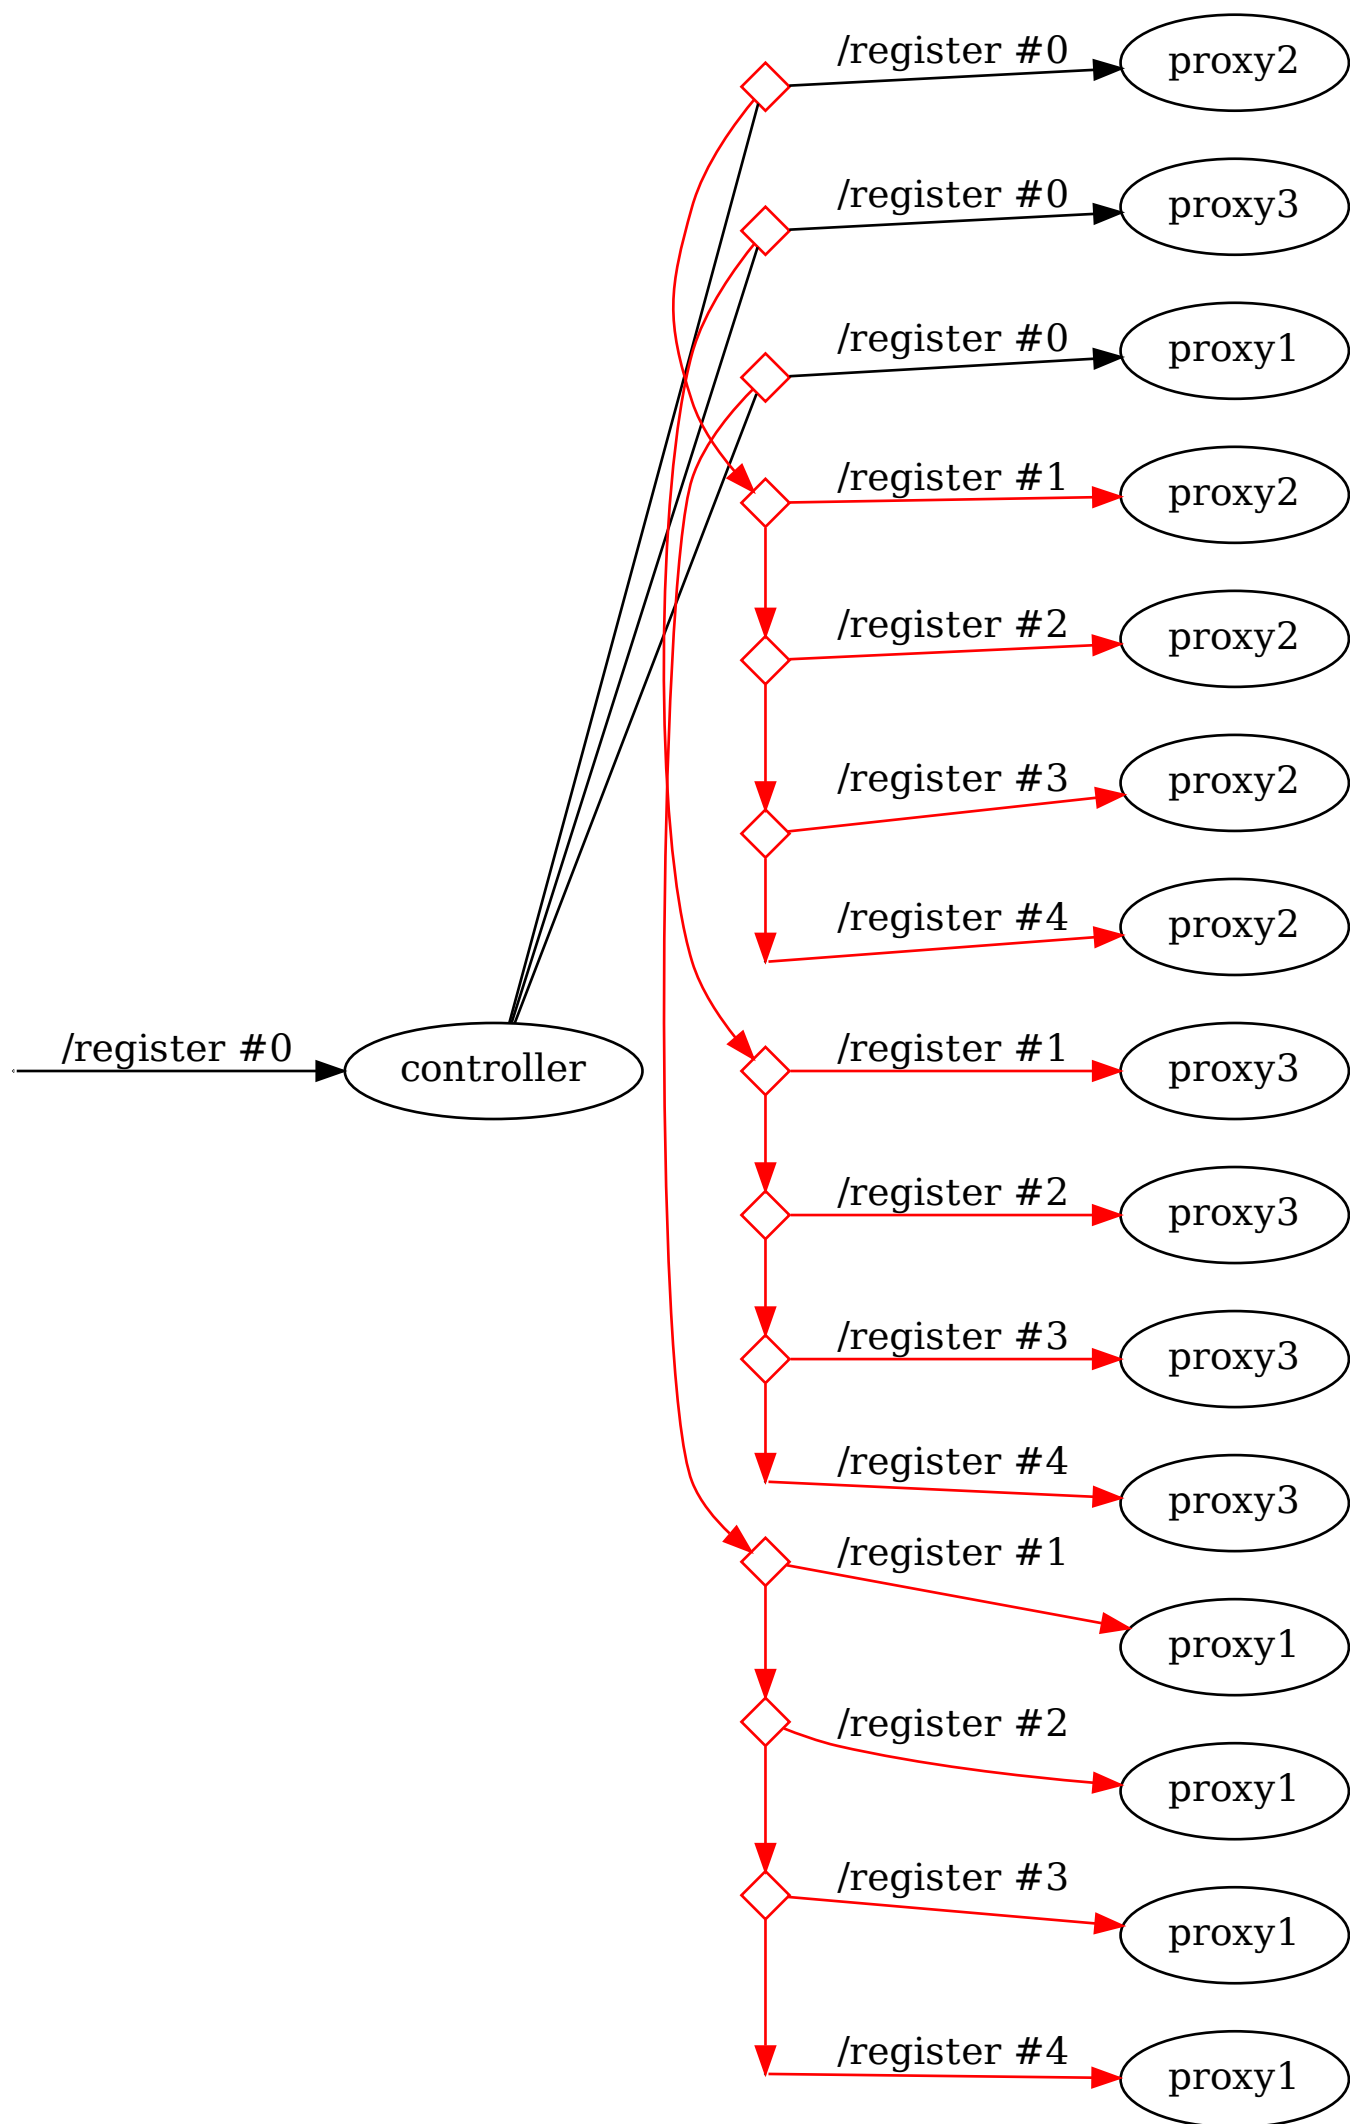 /register #0 proxy2
/register #0 proxy3
/register #0 proxy1
/register #1 proxy2
/register #2 proxy2
/register #3 proxy2
/register #4 proxy2
/register #0 controller
/register #1 proxy3
/register #2 proxy3
/register #3 proxy3
/register #4 proxy3
/register #1 proxy1
/register #2 proxy1
/register #3 proxy1
/register #4 proxy1